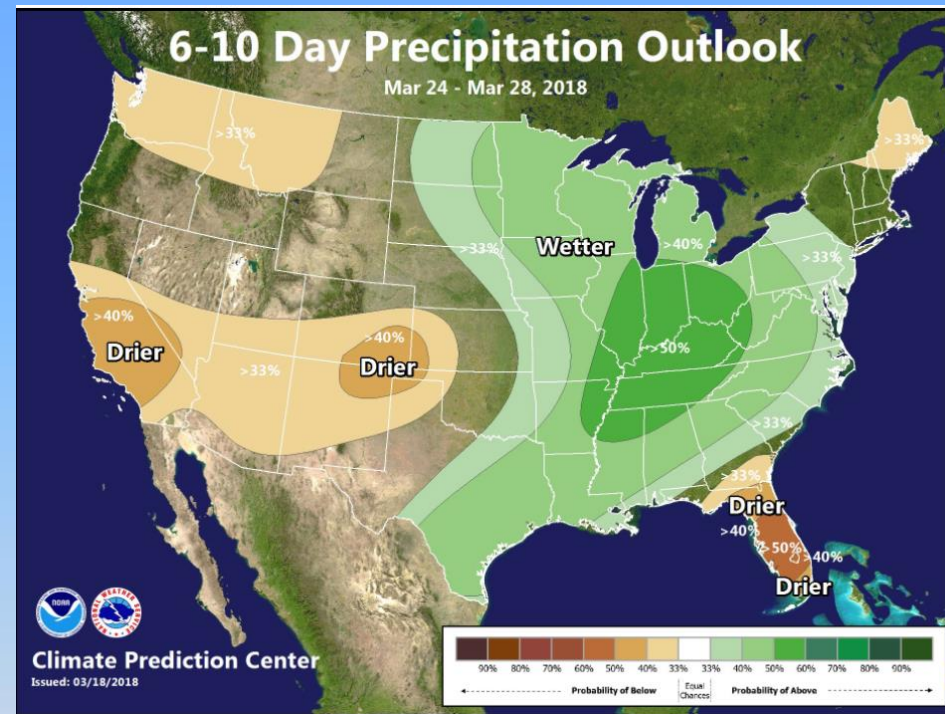 6-10 Day Precipitation Outlook
Mar 24 - Mar 28, 2018
>33%
>33%
Wetter
>40%
>33%
>33%
>40%
Drier
>40%
Drier
>33%
>50%
>33%
>33%
Drier
>40%
>50%
>40%
Drier
NOAA
Climate Prediction Center
Issued: 03/18/2018
90% 80% 70% 60% 50% 40% 33% 33% 40% 50% 60% 70% 80% 90%
Probability of Below
Equal
Chances
Probability of Above